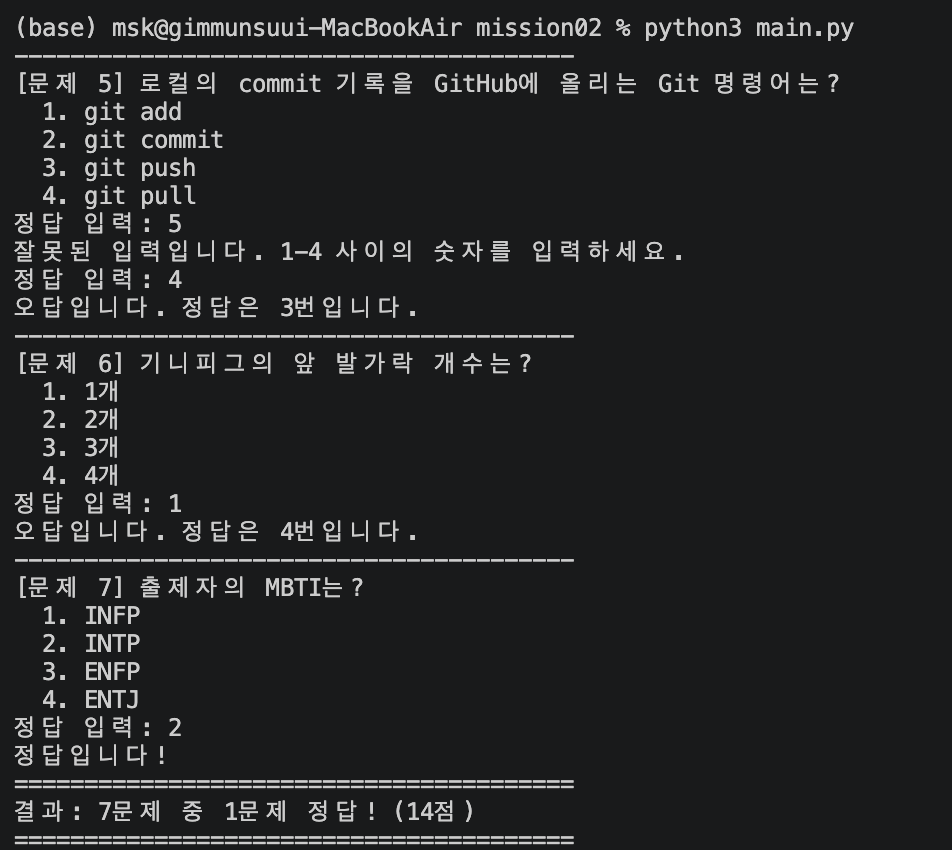 (base) msk@gimmunsuui-MacBookAir mission02 % python3 main.py
----------------------------------------
[문제 5] 로컬의 commit 기록을 GitHub에 올리는 Git 명령어는?
  1. git add
  2. git commit
  3. git push
  4. git pull
정답 입력: 5
잘못된 입력입니다. 1-4 사이의 숫자를 입력하세요.
정답 입력: 4
오답입니다. 정답은 3번입니다.
----------------------------------------
[문제 6] 기니피그의 앞 발가락 개수는?
  1. 1개
  2. 2개
  3. 3개
  4. 4개
정답 입력: 1
오답입니다. 정답은 4번입니다.
----------------------------------------
[문제 7] 출제자의 MBTI는?
  1. INFP
  2. INTP
  3. ENFP
  4. ENTJ
정답 입력: 2
정답입니다!
========================================
결과: 7문제 중 1문제 정답! (14점)
========================================